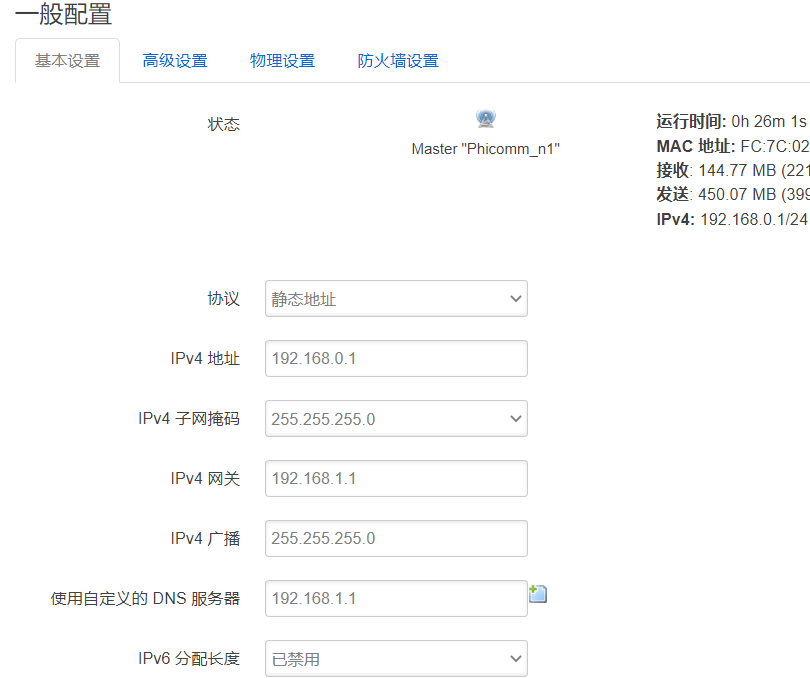 一般配置
基本设置 高级设置 物理设置 防火墙设置
状态
Master "Phicomm_n1"
运行时间: 0h 26m 1s
MAC 地址: FC:7C:02
接收: 144.77 MB (221
发送: 450.07 MB (399
IPv4: 192.168.0.1/24
协议 静态地址
IPv4 地址 192.168.0.1
IPv4 子网掩码 255.255.255.0
IPv4 网关 192.168.1.1
IPv4 广播 255.255.255.0
使用自定义的 DNS 服务器 192.168.1.1
IPv6 分配长度 已禁用